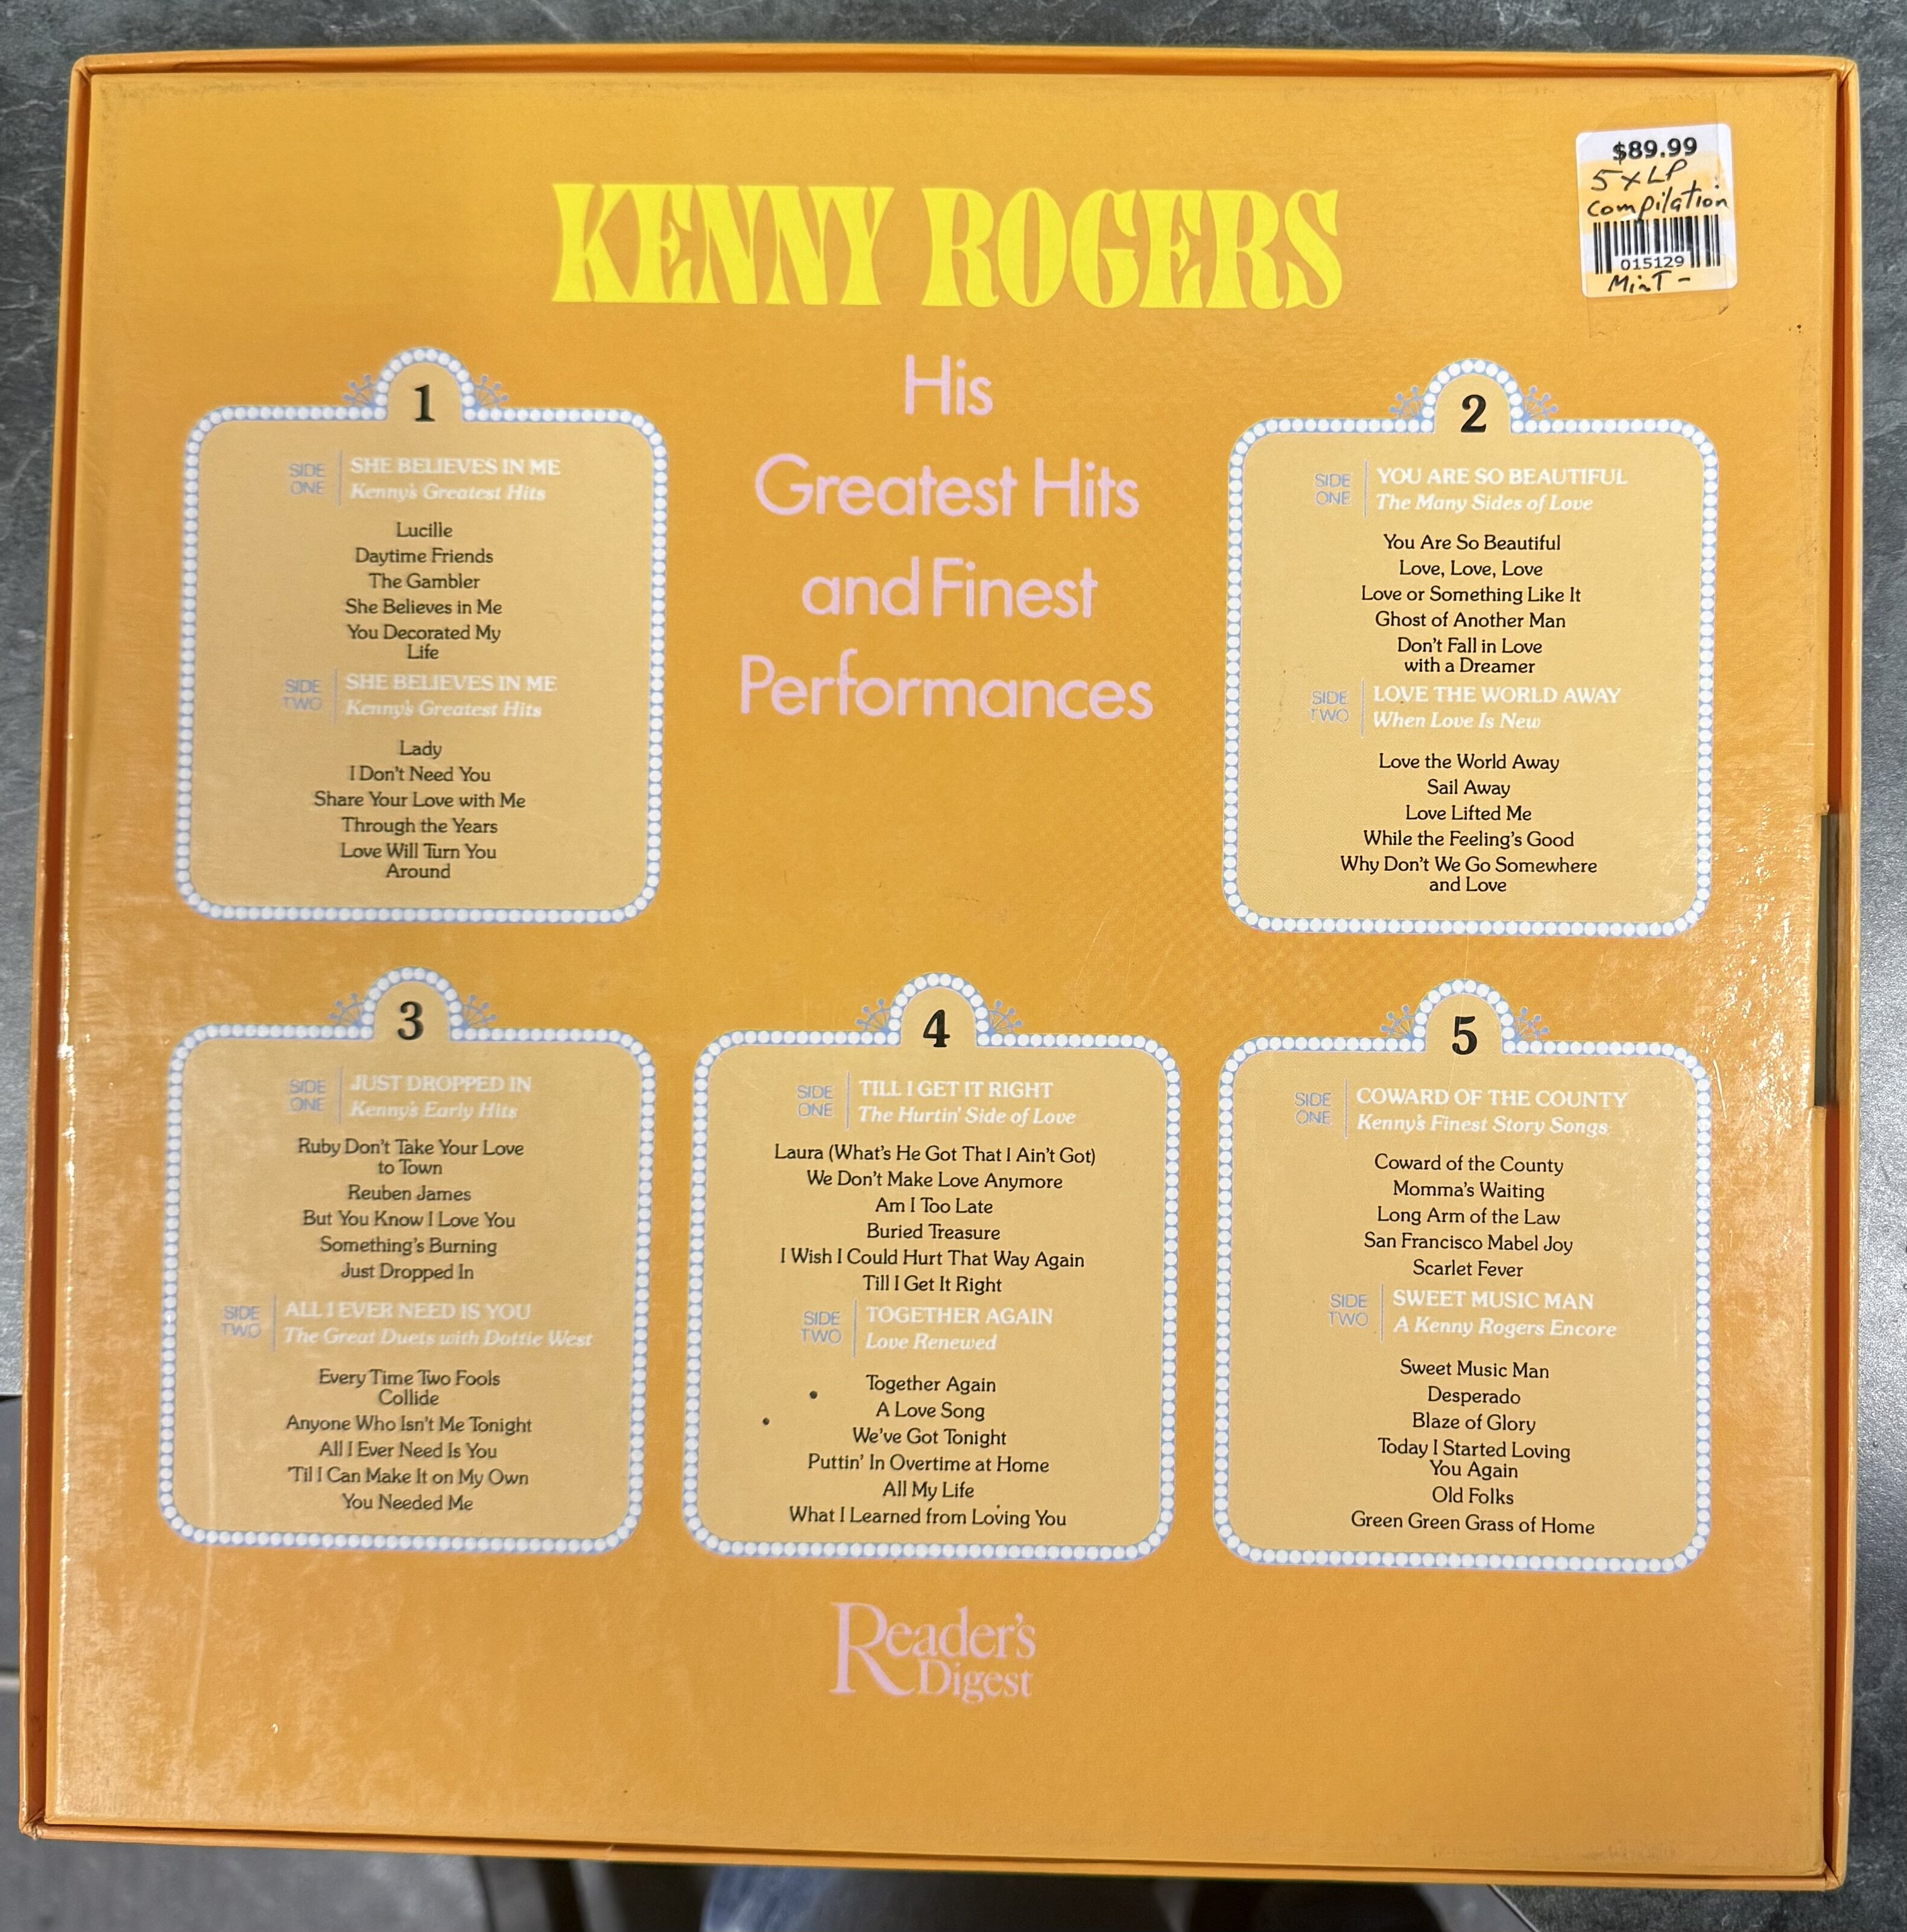 $89.99
5xLP
compilation
015129
MinT -
KENNY ROGERS
His
Greatest Hits
and Finest
Performances
1
SIDE
ONE
SHE BELIEVES IN ME
Kenny's Greatest Hits
Lucille
Daytime Friends
The Gambler
She Believes in Me
You Decorated My
Life
SIDE
TWO
SHE BELIEVES IN ME
Kenny's Greatest Hits
Lady
I Don't Need You
Share Your Love with Me
Through the Years
Love Will Turn You
Around
2
SIDE
ONE
YOU ARE SO BEAUTIFUL
The Many Sides of Love
You Are So Beautiful
Love, Love, Love
Love or Something Like It
Ghost of Another Man
Don't Fall in Love
with a Dreamer
SIDE
TWO
LOVE THE WORLD AWAY
When Love Is New
Love the World Away
Sail Away
Love Lifted Me
While the Feeling's Good
Why Don't We Go Somewhere
and Love
3
SIDE
ONE
JUST DROPPED IN
Kenny's Early Hits
Ruby Don't Take Your Love
to Town
Reuben James
But You Know I Love You
Something's Burning
Just Dropped In
SIDE
TWO
ALL I EVER NEED IS YOU
The Great Duets with Dottie West
Every Time Two Fools
Collide
Anyone Who Isn't Me Tonight
All I Ever Need Is You
'Til I Can Make It on My Own
You Needed Me
4
SIDE
ONE
TILL I GET IT RIGHT
The Hurtin' Side of Love
Laura (What's He Got That I Ain't Got)
We Don't Make Love Anymore
Am I Too Late
Buried Treasure
I Wish I Could Hurt That Way Again
Till I Get It Right
SIDE
TWO
TOGETHER AGAIN
Love Renewed
Together Again
A Love Song
We've Got Tonight
Puttin' In Overtime at Home
All My Life
What I Learned from Loving You
5
SIDE
ONE
COWARD OF THE COUNTY
Kenny's Finest Story Songs
Coward of the County
Momma's Waiting
Long Arm of the Law
San Francisco Mabel Joy
Scarlet Fever
SIDE
TWO
SWEET MUSIC MAN
A Kenny Rogers Encore
Sweet Music Man
Desperado
Blaze of Glory
Today I Started Loving
You Again
Old Folks
Green Green Grass of Home
Reader's
Digest